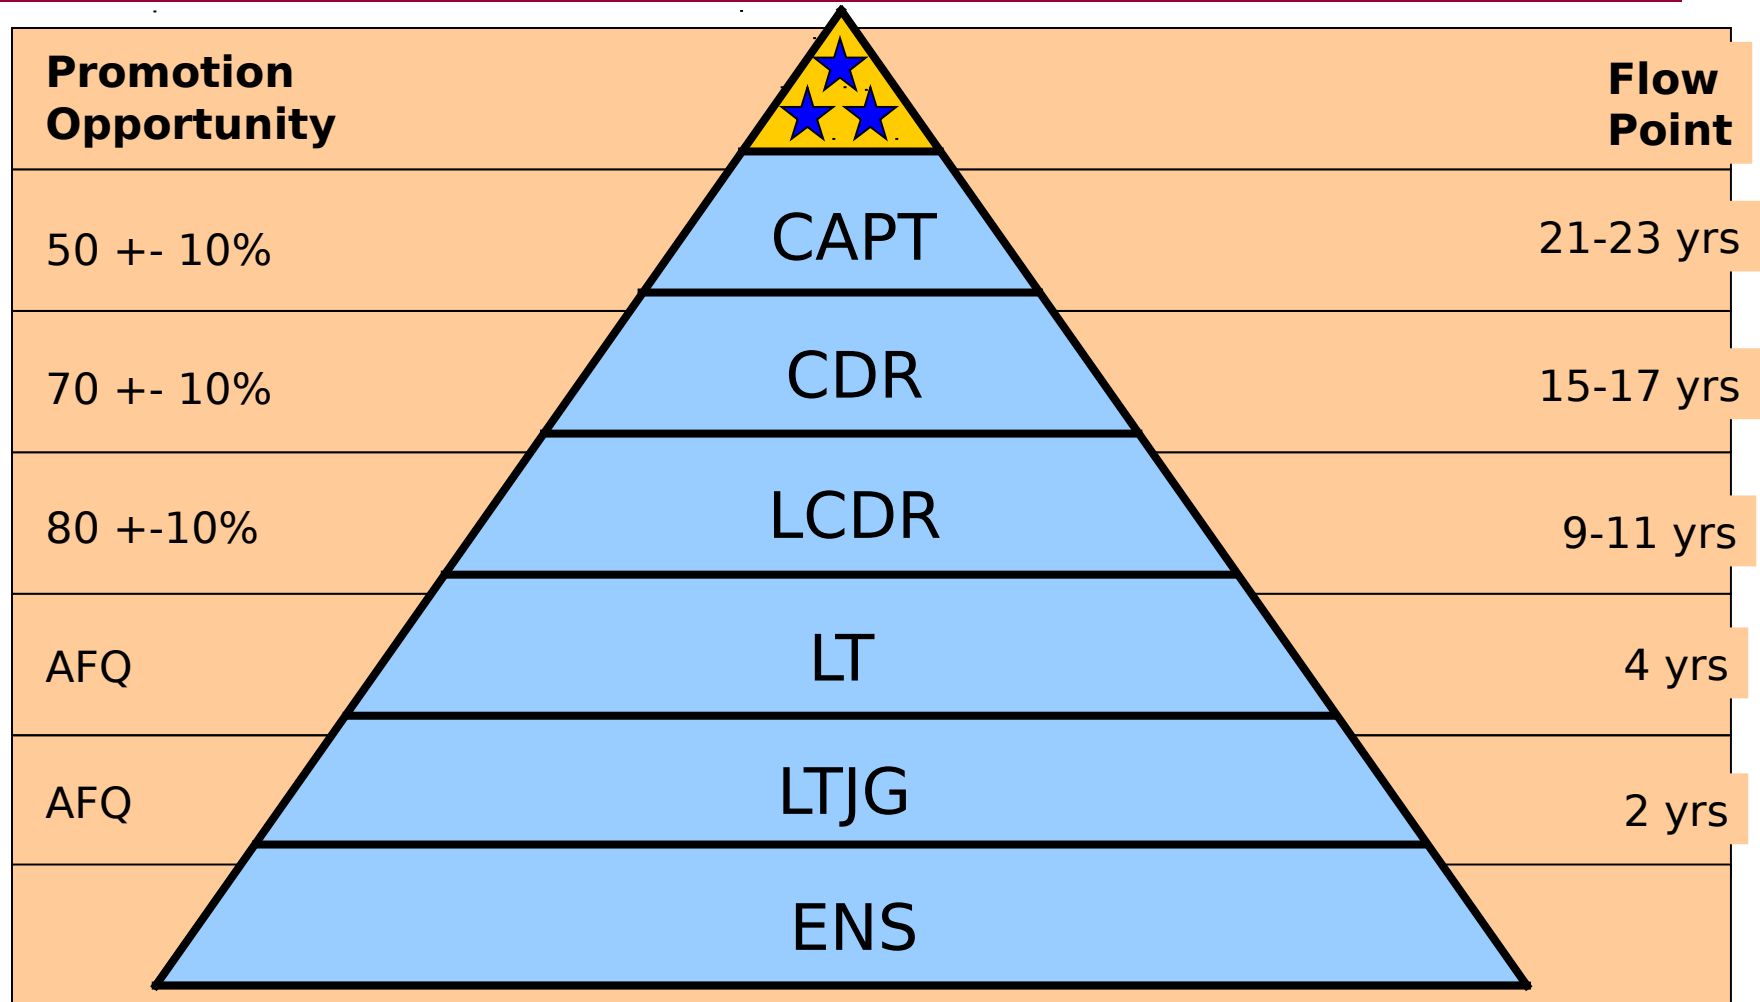 Promotion
Opportunity
Flow
Point
50 +- 10%
CAPT
21-23 yrs
70 +- 10%
CDR
15-17 yrs
80 +-10%
LCDR
9-11 yrs
AFQ
LT
4 yrs
AFQ
LTJG
2 yrs
ENS